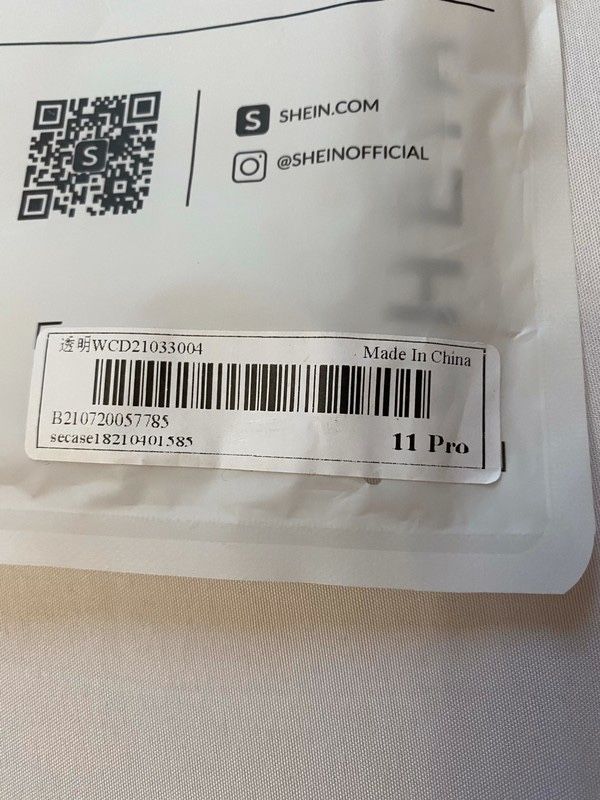 S
SHEIN.COM
@SHEINOFFICIAL
S
SHEIN
透明WCD21033004
Made In China
B210720057785
secase18210401585
11 Pro